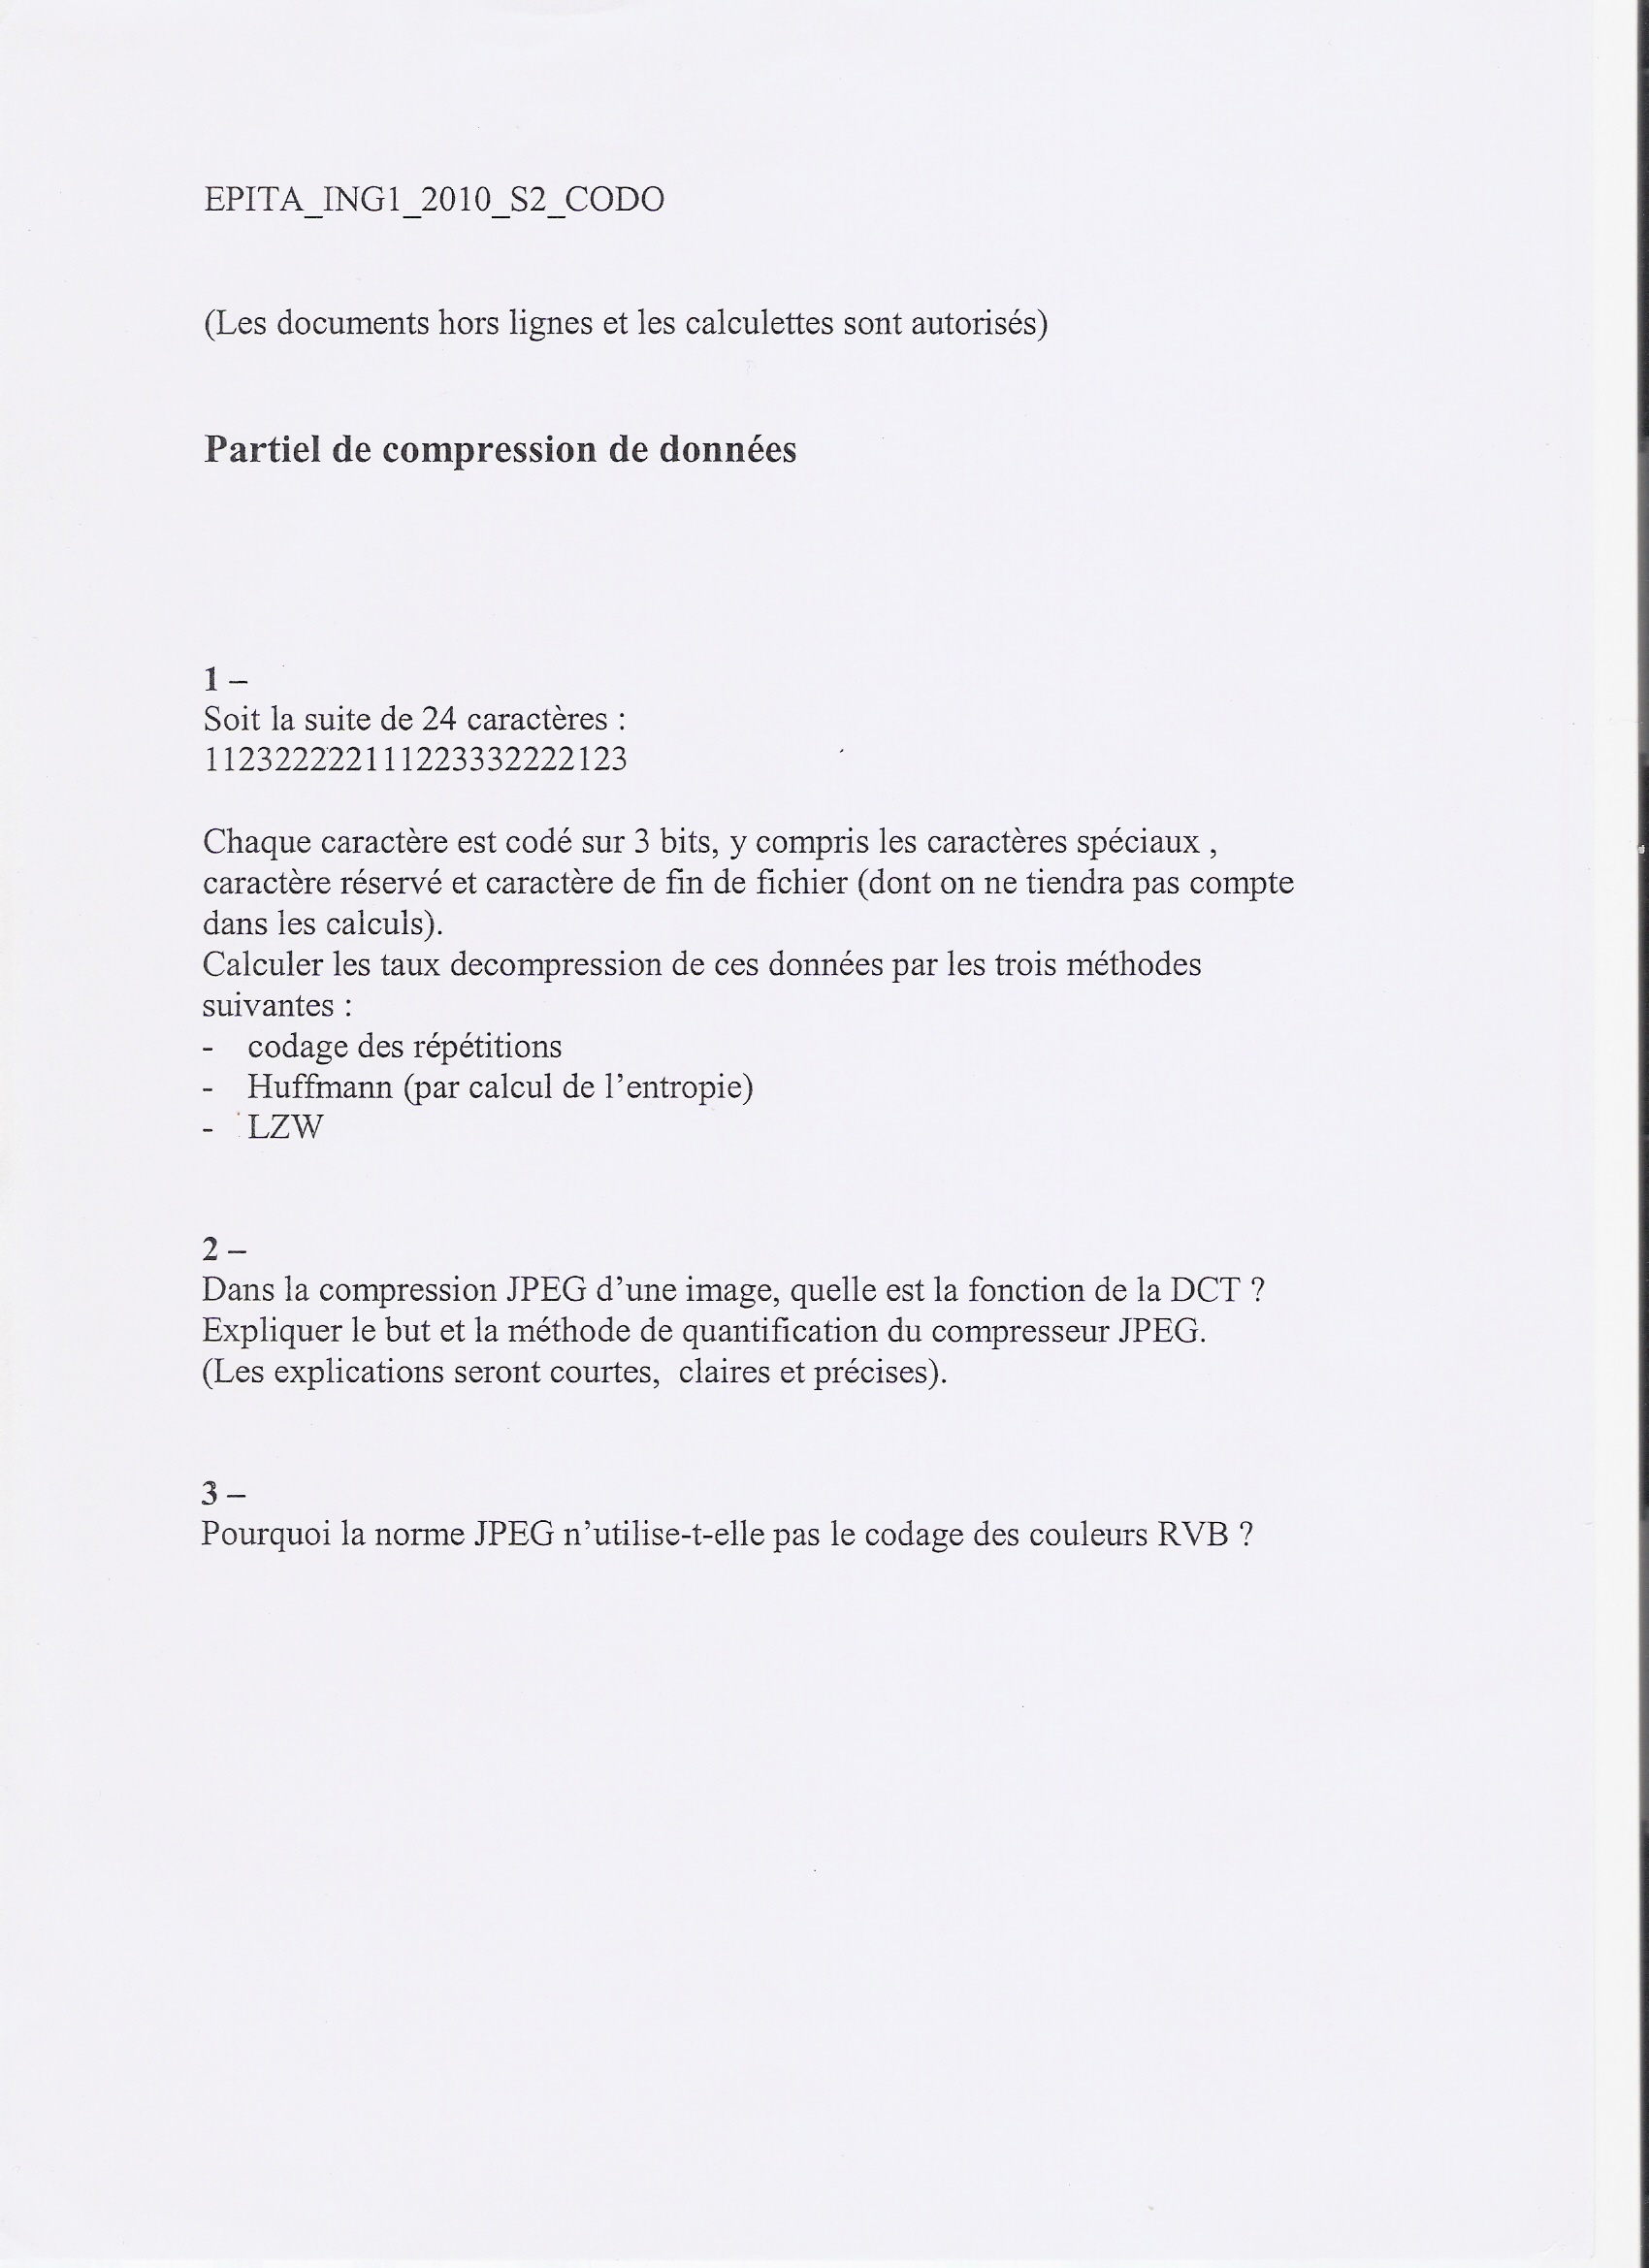 EPITA_ING1_2010_S2_CODO
(Les documents hors lignes et les calculettes sont autorisés)
Partiel de compression de données
1 –
Soit la suite de 24 caractères :
112322222111223332222123
Chaque caractère est codé sur 3 bits, y compris les caractères spéciaux ,
caractère réservé et caractère de fin de fichier (dont on ne tiendra pas compte
dans les calculs).
Calculer les taux decompression de ces données par les trois méthodes
suivantes :
- codage des répétitions
- Huffmann (par calcul de l’entropie)
- LZW
2 –
Dans la compression JPEG d’une image, quelle est la fonction de la DCT ?
Expliquer le but et la méthode de quantification du compresseur JPEG.
(Les explications seront courtes, claires et précises).
3 –
Pourquoi la norme JPEG n’utilise-t-elle pas le codage des couleurs RVB ?